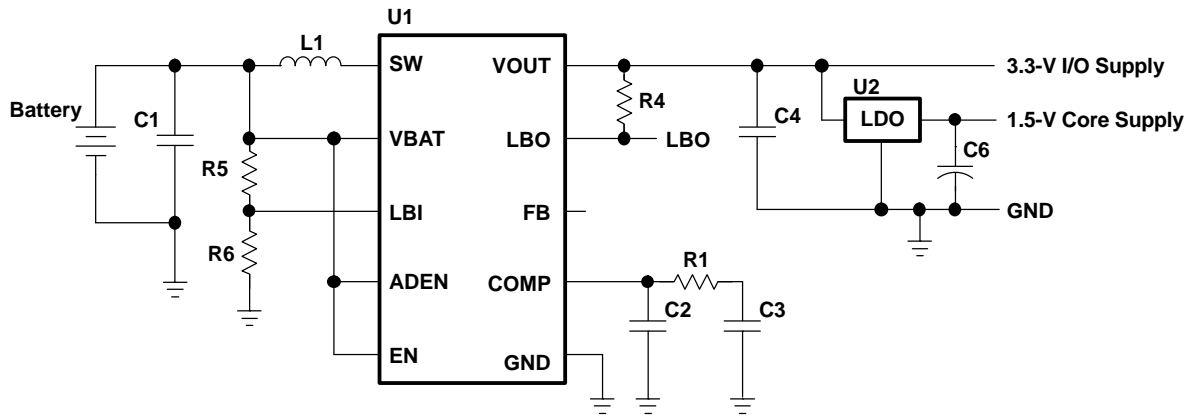 U1
L1
SW
VOUT
3.3-V I/O Supply
R4
U2
Battery
C1
C4
LDO
1.5-V Core Supply
VBAT
LBO
LBO
C6
R5
LBI
FB
GND
R6
R1
ADEN
COMP
C2
C3
EN
GND